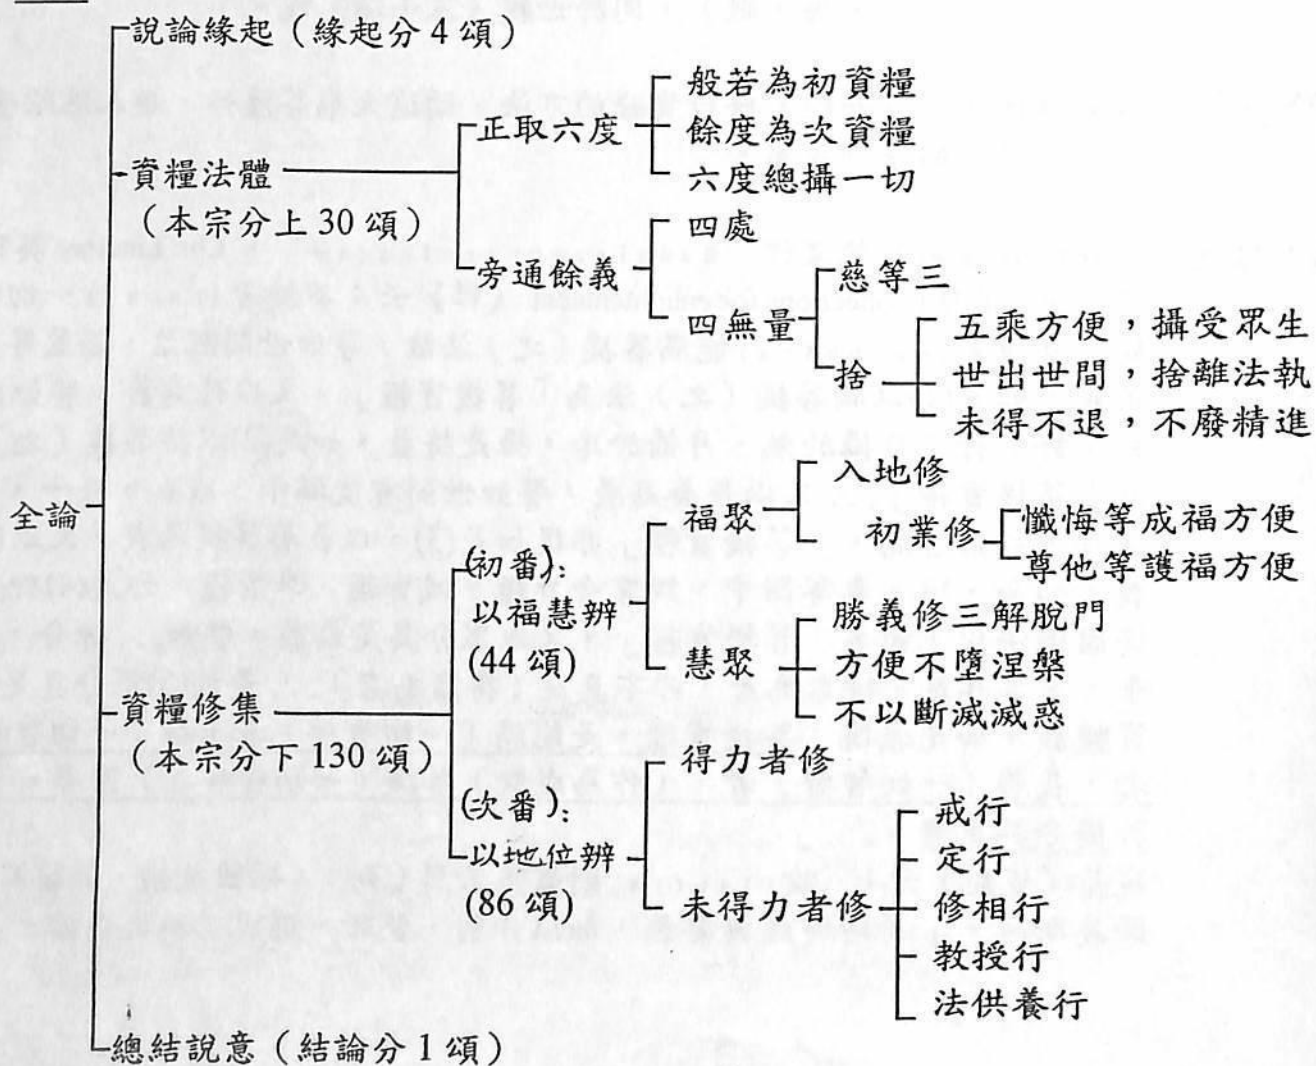 說論緣起（緣起分 4 頌）
般若為初資糧
正取六度
餘度為次資糧
資糧法體
六度總攝一切
（本宗分上 30 頌）
四處
旁通餘義
慈等三
四無量
五乘方便，攝受眾生
捨
世出世間，捨離法執
未得不退，不廢精進
全論
入地修
福聚
初業修
懺悔等成福方便
尊他等護福方便
(初番)：
以福慧辨
(44 頌)
勝義修三解脫門
慧聚
方便不墮涅盤
不以斷滅滅惑
資糧修集
（本宗分下 130 頌）
得力者修
(次番)：
以地位辨
(86 頌)
戒行
定行
未得力者修
修相行
教授行
法供養行
總結說意（結論分 1 頌）